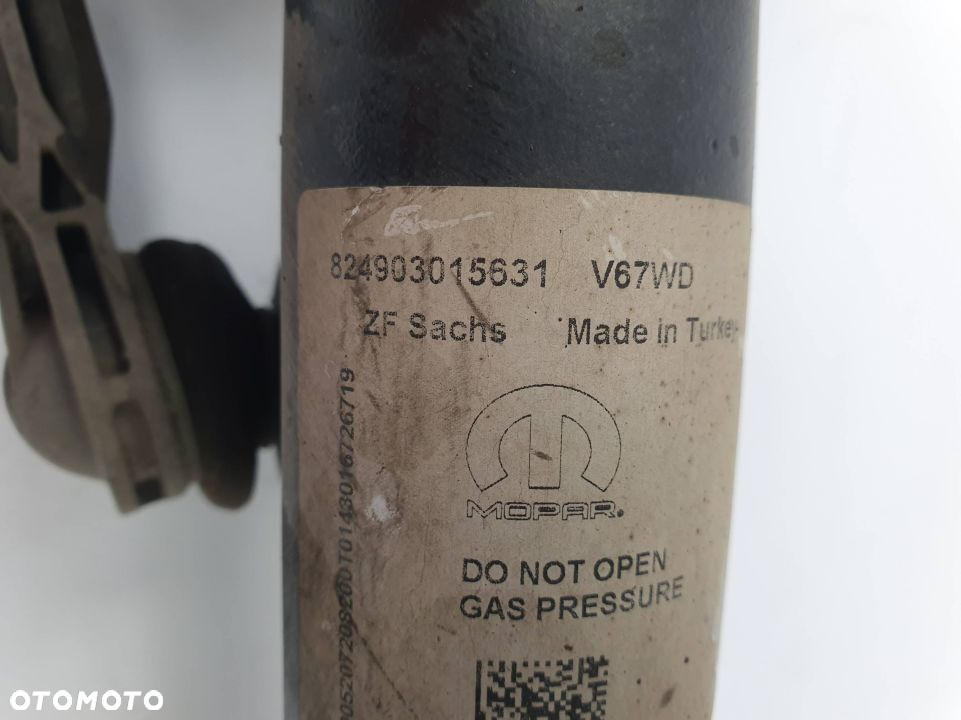 824903015631 V67WD
ZF Sachs Made in Turkey
MOPAR.
DO NOT OPEN
GAS PRESSURE
OTOMOTO